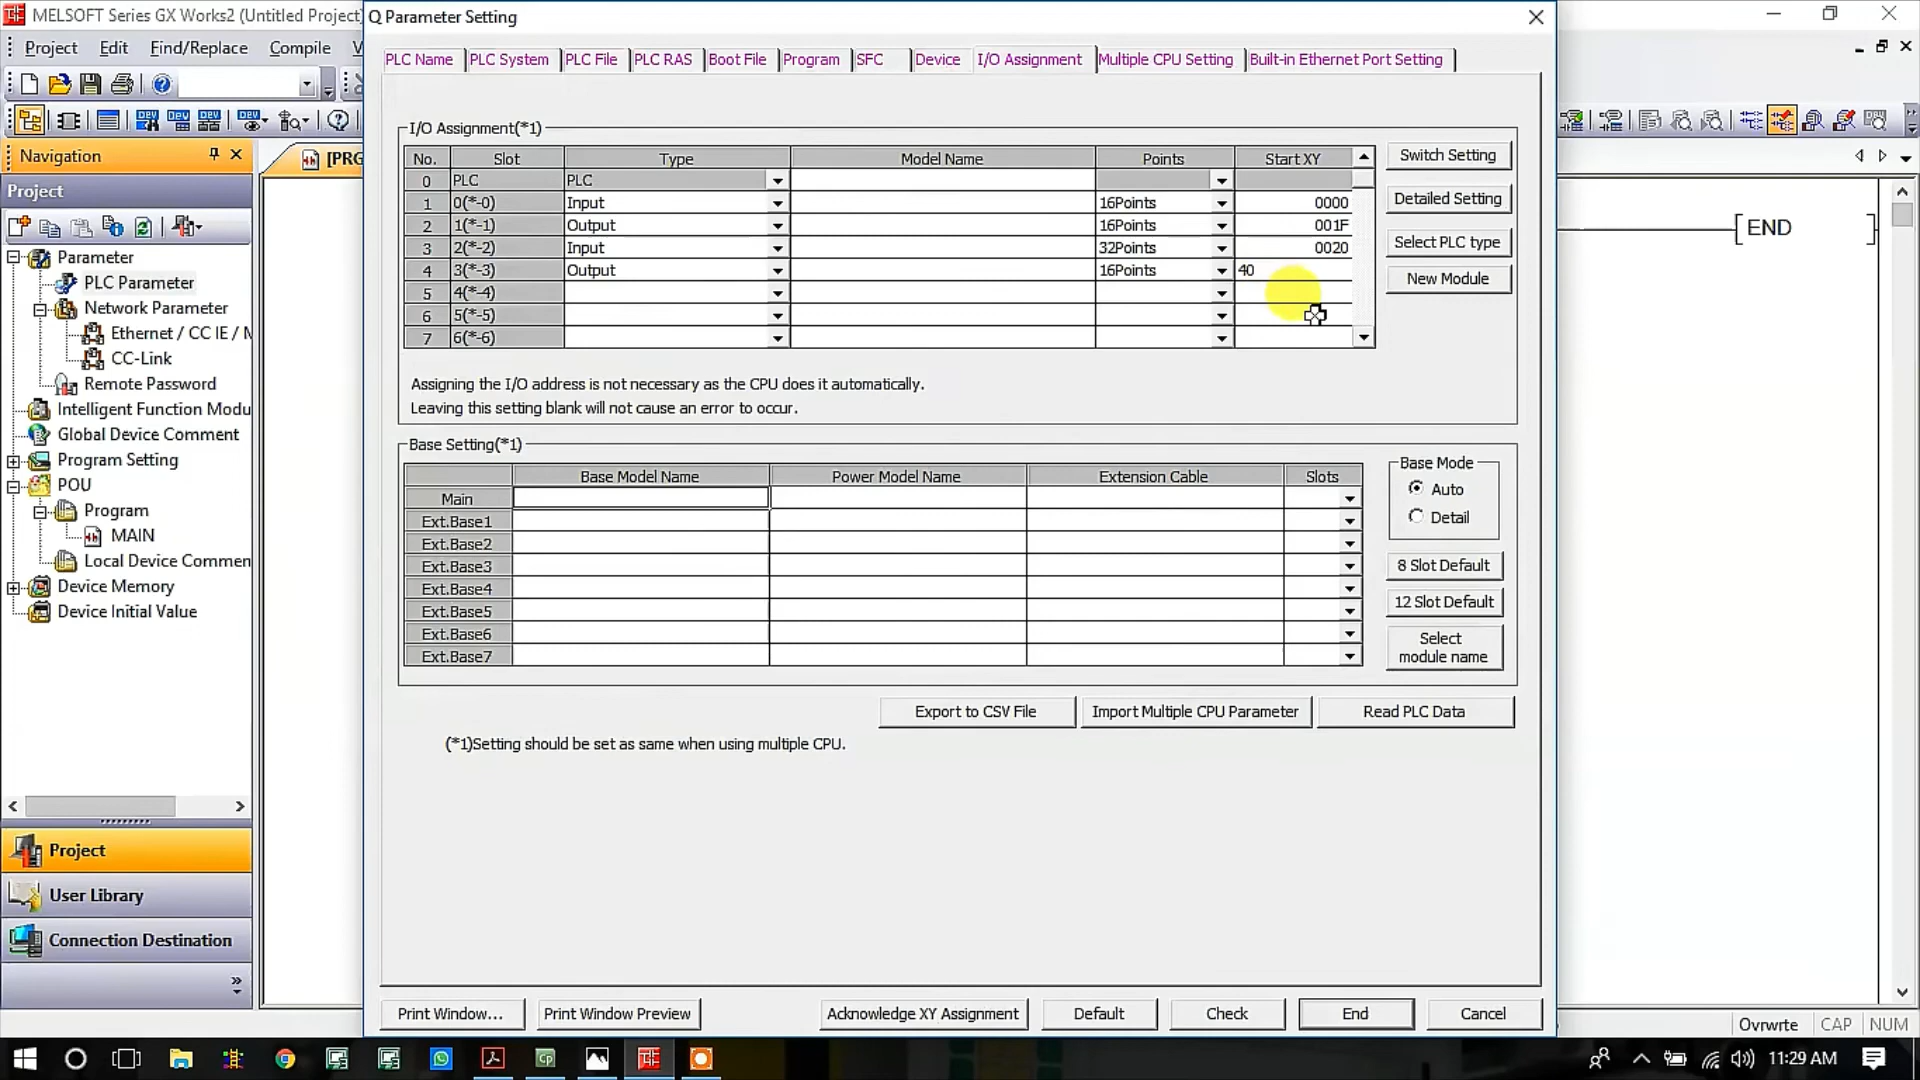 MELSOFT Series GX Works2 (Untitled Project)
Q Parameter Setting
Project Edit Find/Replace Compile V
PLC Name PLC System PLC File PLC RAS Boot File Program SFC Device I/O Assignment Multiple CPU Setting Built-in Ethernet Port Setting
Navigation
[PRG
Project
Parameter
PLC Parameter
Network Parameter
Ethernet / CC IE / M
CC-Link
Remote Password
Intelligent Function Modu
Global Device Comment
Program Setting
POU
Program
MAIN
Local Device Commen
Device Memory
Device Initial Value
Project
User Library
Connection Destination
I/O Assignment(*1)
No. Slot Type Model Name Points Start XY
0 PLC PLC
1 0(*-0) Input 16Points 0000
2 1(*-1) Output 16Points 001F
3 2(*-2) Input 32Points 0020
4 3(*-3) Output 16Points 40
5 4(*-4)
6 5(*-5)
7 6(*-6)
Switch Setting
Detailed Setting
Select PLC type
New Module
Assigning the I/O address is not necessary as the CPU does it automatically.
Leaving this setting blank will not cause an error to occur.
Base Setting(*1)
Base Model Name Power Model Name Extension Cable Slots
Main
Ext.Base1
Ext.Base2
Ext.Base3
Ext.Base4
Ext.Base5
Ext.Base6
Ext.Base7
Base Mode
Auto
Detail
8 Slot Default
12 Slot Default
Select
module name
Export to CSV File Import Multiple CPU Parameter Read PLC Data
(*1)Setting should be set as same when using multiple CPU.
Print Window... Print Window Preview Acknowledge XY Assignment Default Check End Cancel
END
Ovrwrte CAP NUM
11:29 AM